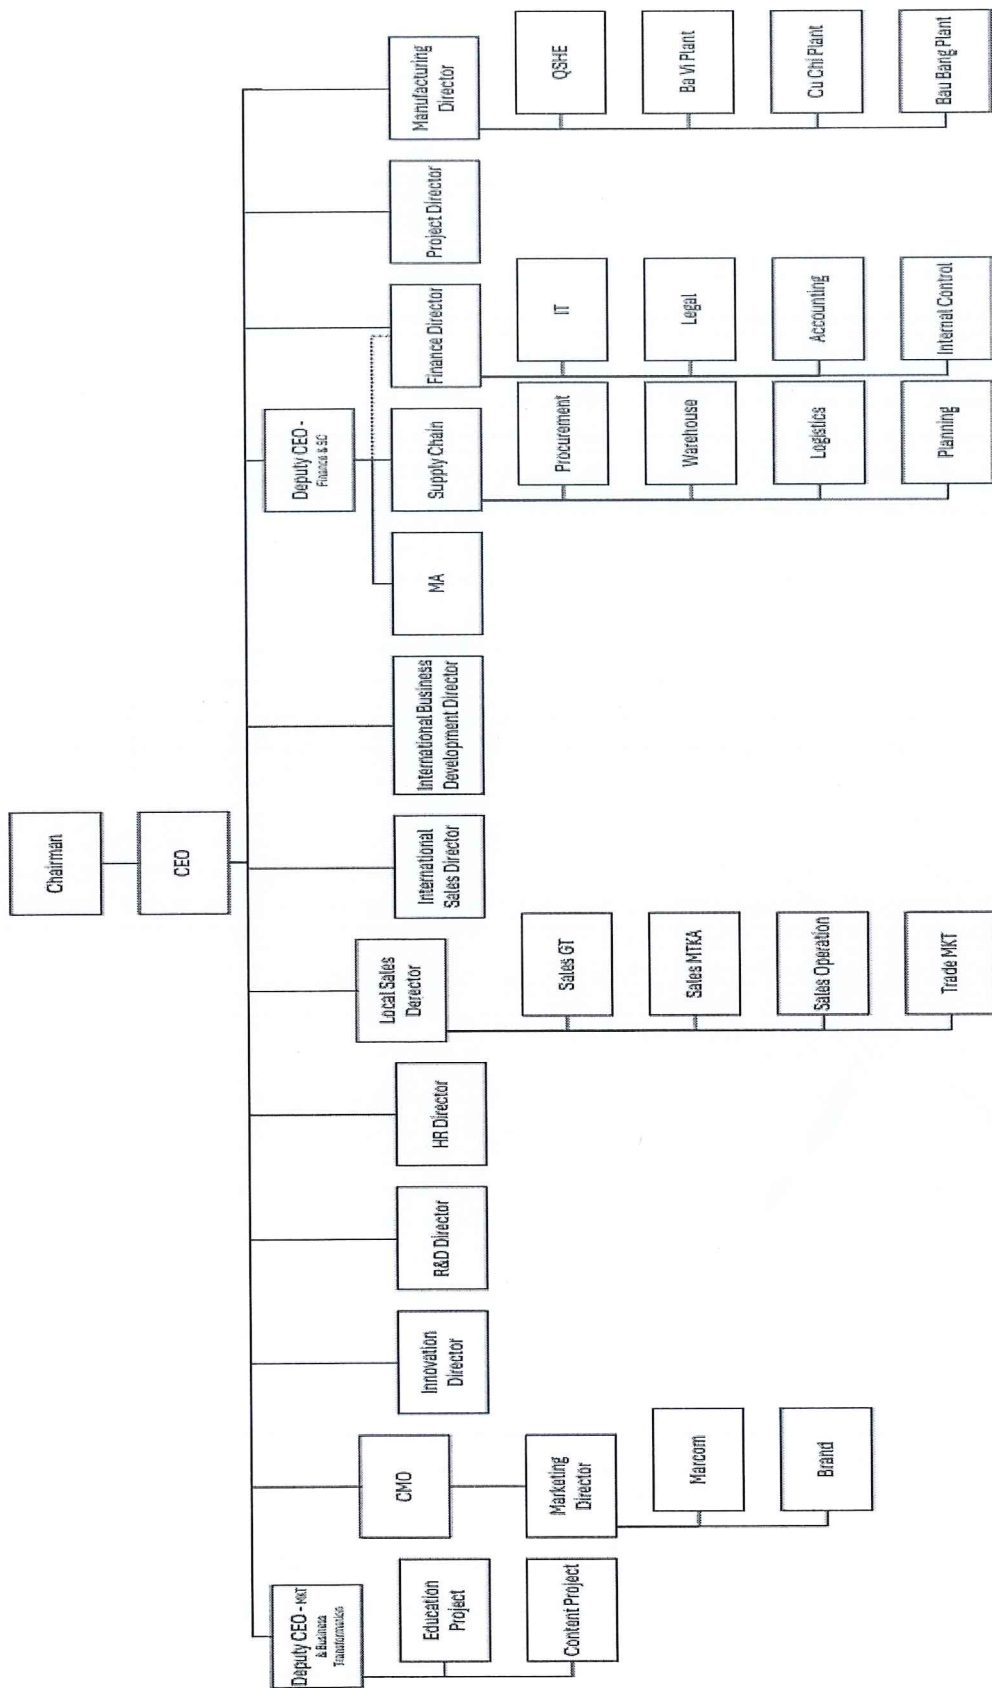 Chairman
CEO
Deputy CEO - MKT
& Business
Transformation
Education
Project
Content Project
CMO
Marketing
Director
Marcom
Brand
Innovation
Director
R&D Director
HR Director
Local Sales
Derector
Sales GT
Sales MTKA
Sales Operation
Trade MKT
International
Sales Director
International Business
Development Director
Deputy CEO -
Finance & SC
MA
Supply Chain
Procurement
Warehouse
Logistics
Planning
Finance Director
IT
Legal
Accounting
Internal Control
Project Director
Manufacturing
Director
QSHE
Ba Vi Plant
Cu Chi Plant
Bau Bang Plant